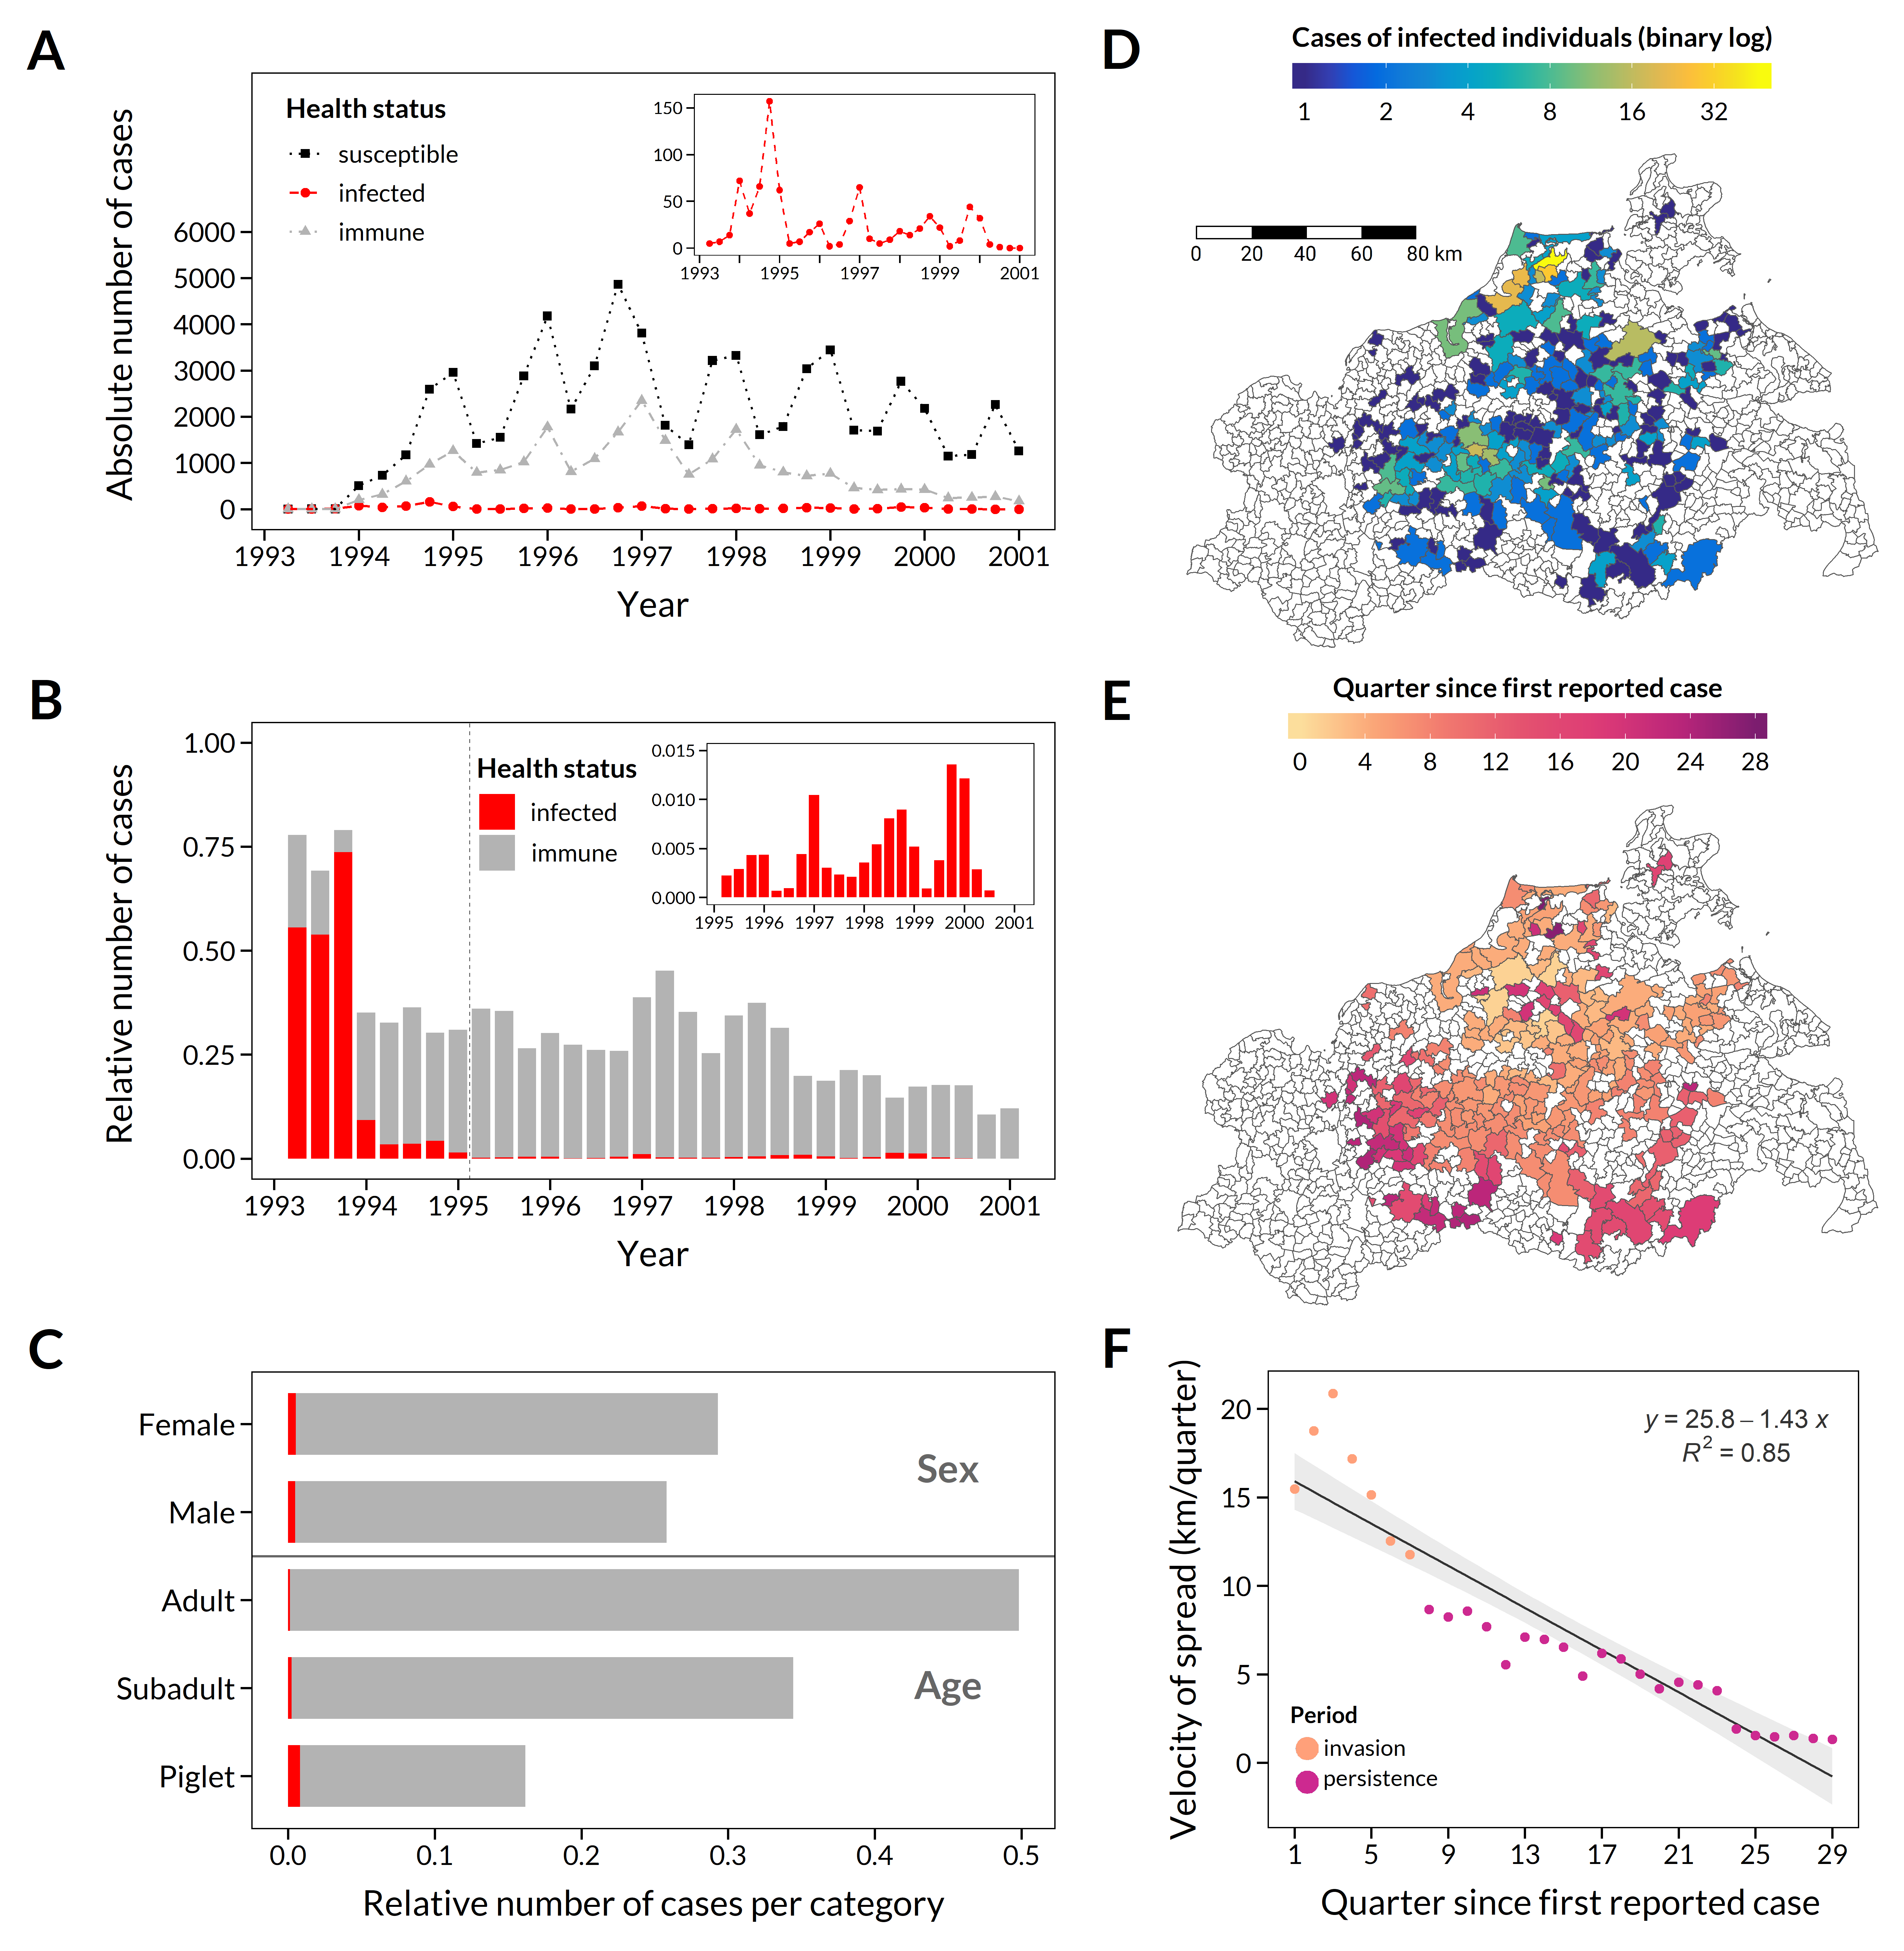 A
Absolute number of cases
Health status
susceptible
infected
immune
6000
5000
4000
3000
2000
1000
0
1993 1994 1995 1996 1997 1998 1999 2000 2001
Year
150
100
50
0
1993 1995 1997 1999 2001
B
Relative number of cases
1.00
0.75
0.50
0.25
0.00
Health status
infected
immune
0.015
0.010
0.005
0.000
1995 1996 1997 1998 1999 2000 2001
1993 1994 1995 1996 1997 1998 1999 2000 2001
Year
C
Female
Male
Adult
Subadult
Piglet
Sex
Age
0.0 0.1 0.2 0.3 0.4 0.5
Relative number of cases per category
D
Cases of infected individuals (binary log)
1 2 4 8 16 32
0 20 40 60 80 km
E
Quarter since first reported case
0 4 8 12 16 20 24 28
F
Velocity of spread (km/quarter)
20
15
10
5
0
y = 25.8 – 1.43 x
R² = 0.85
Period
invasion
persistence
1 5 9 13 17 21 25 29
Quarter since first reported case